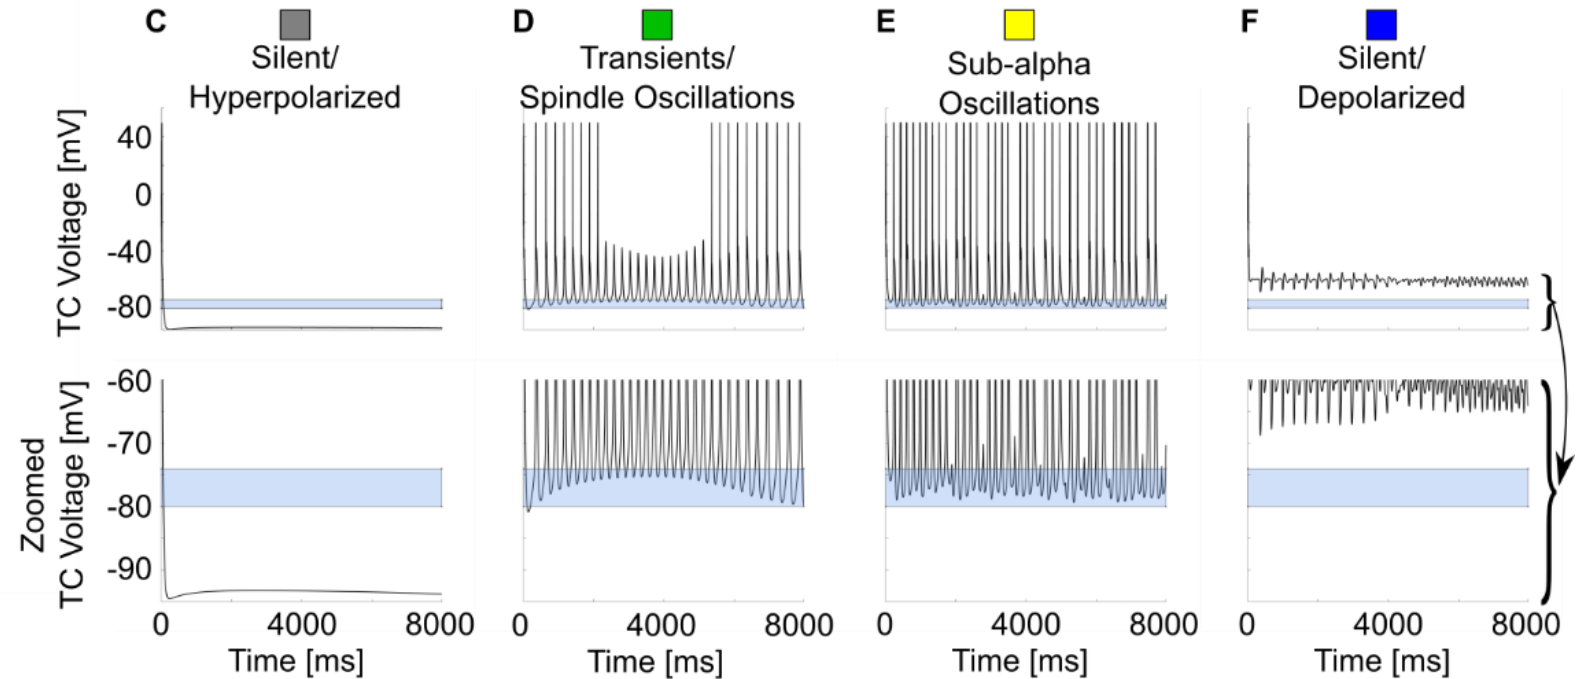 C
Silent/
Hyperpolarized
D
Transients/
Spindle Oscillations
E
Sub-alpha
Oscillations
F
Silent/
Depolarized
TC Voltage [mV]
40
0
-40
-80
Zoomed
TC Voltage [mV]
-60
-70
-80
-90
0 4000 8000
Time [ms]
0 4000 8000
Time [ms]
0 4000 8000
Time [ms]
0 4000 8000
Time [ms]